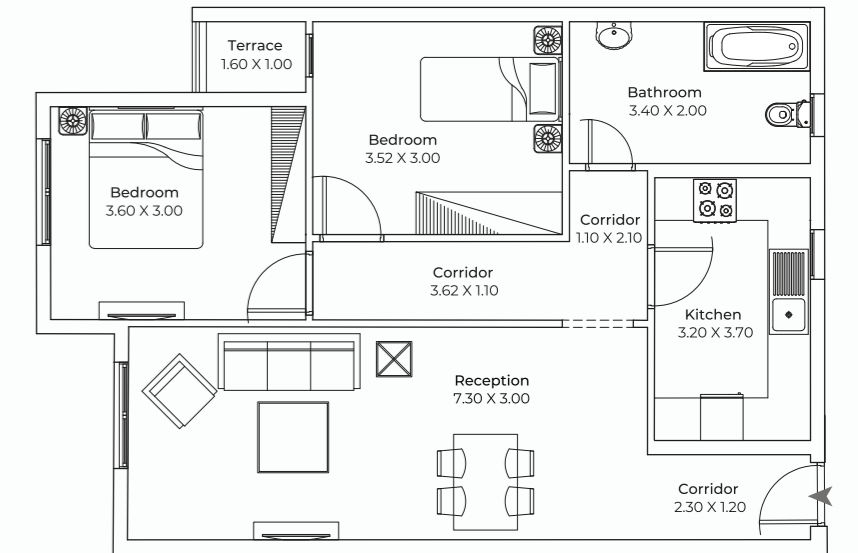 Terrace
1.60 X 1.00
Bathroom
3.40 X 2.00
Bedroom
3.52 X 3.00
Bedroom
3.60 X 3.00
Corridor
1.10 X 2.10
Corridor
3.62 X 1.10
Kitchen
3.20 X 3.70
Reception
7.30 X 3.00
Corridor
2.30 X 1.20